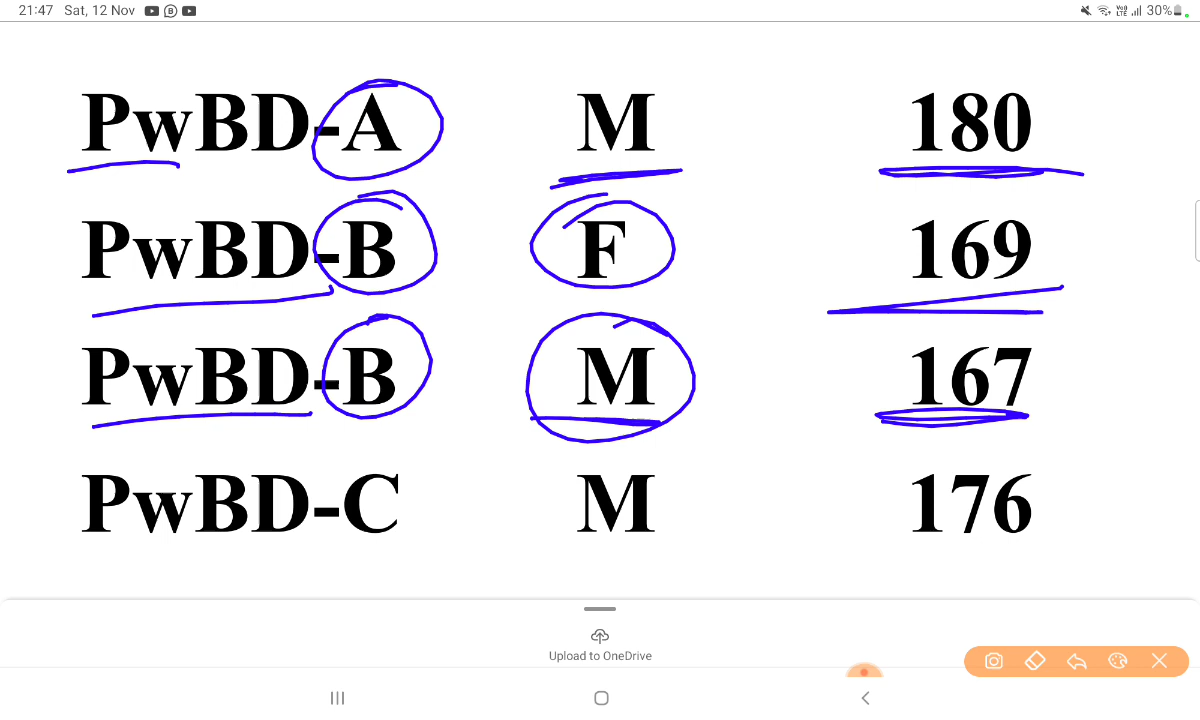 21:47 Sat, 12 Nov 30%
PwBD-A M 180
PwBD-B F 169
PwBD-B M 167
PwBD-C M 176
Upload to OneDrive